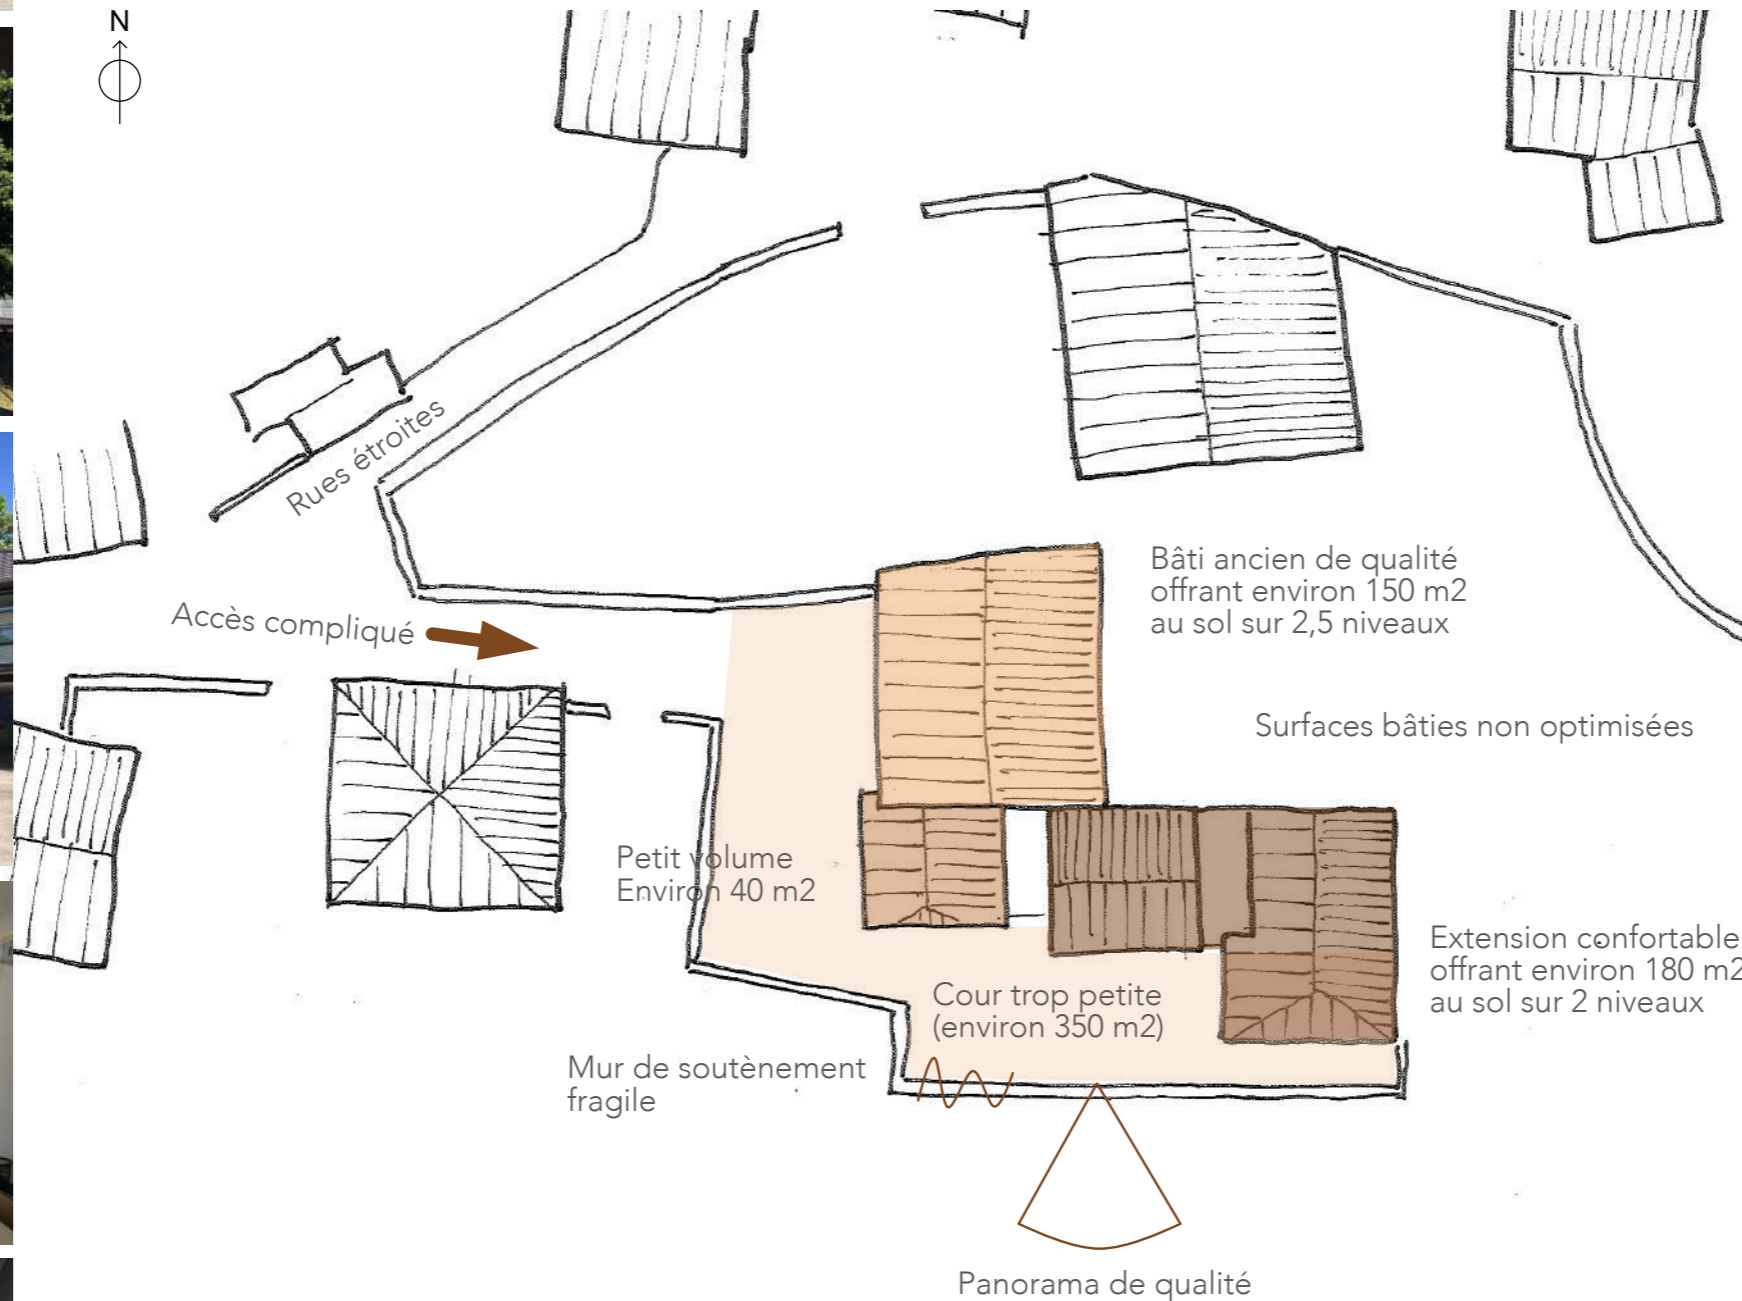 N
Rues étroites
Bâti ancien de qualité
offrant environ 150 m2
au sol sur 2,5 niveaux
Accès compliqué
Surfaces bâties non optimisées
Petit volume
Environ 40 m2
Extension confortable
offrant environ 180 m2
au sol sur 2 niveaux
Cour trop petite
(environ 350 m2)
Mur de soutènement
fragile
Panorama de qualité